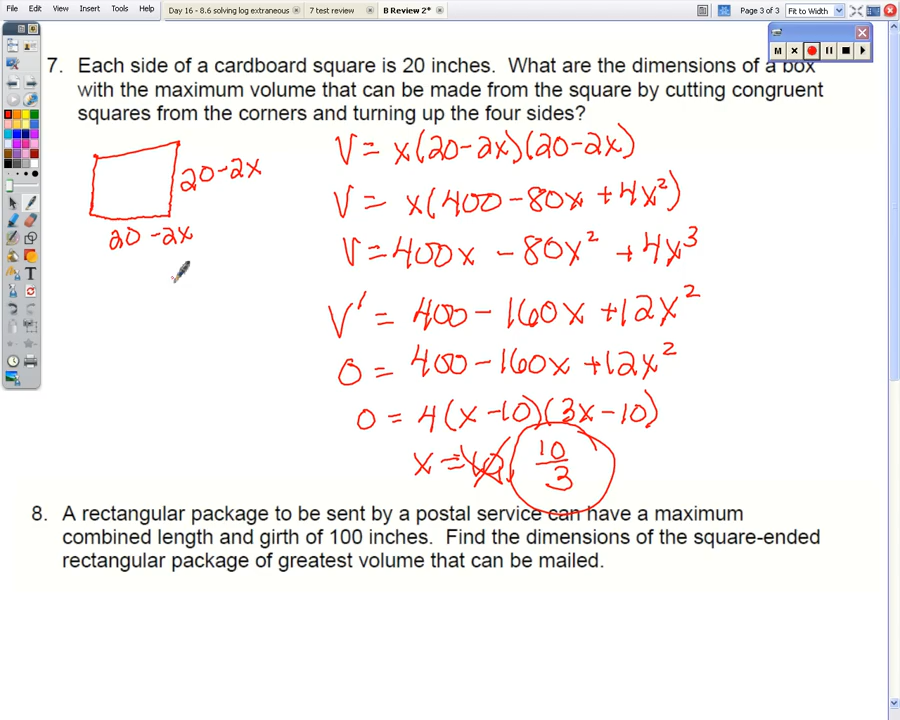 File Edit View Insert Tools Help
Day 16 - 8.6 solving log extraneous
7 test review
B Review 2*
Page 3 of 3
Fit to Width
M
7. Each side of a cardboard square is 20 inches. What are the dimensions of a box
with the maximum volume that can be made from the square by cutting congruent
squares from the corners and turning up the four sides?
20-2x
20-2x
V = x(20-2x)(20-2x)
V = x(400-80x+4x²)
V=400x -80x² +4x³
V' = 400-160x+12x²
0 = 400-160x+12x²
0 = 4(x-10)(3x-10)
x = 10, 10/3
8. A rectangular package to be sent by a postal service can have a maximum
combined length and girth of 100 inches. Find the dimensions of the square-ended
rectangular package of greatest volume that can be mailed.